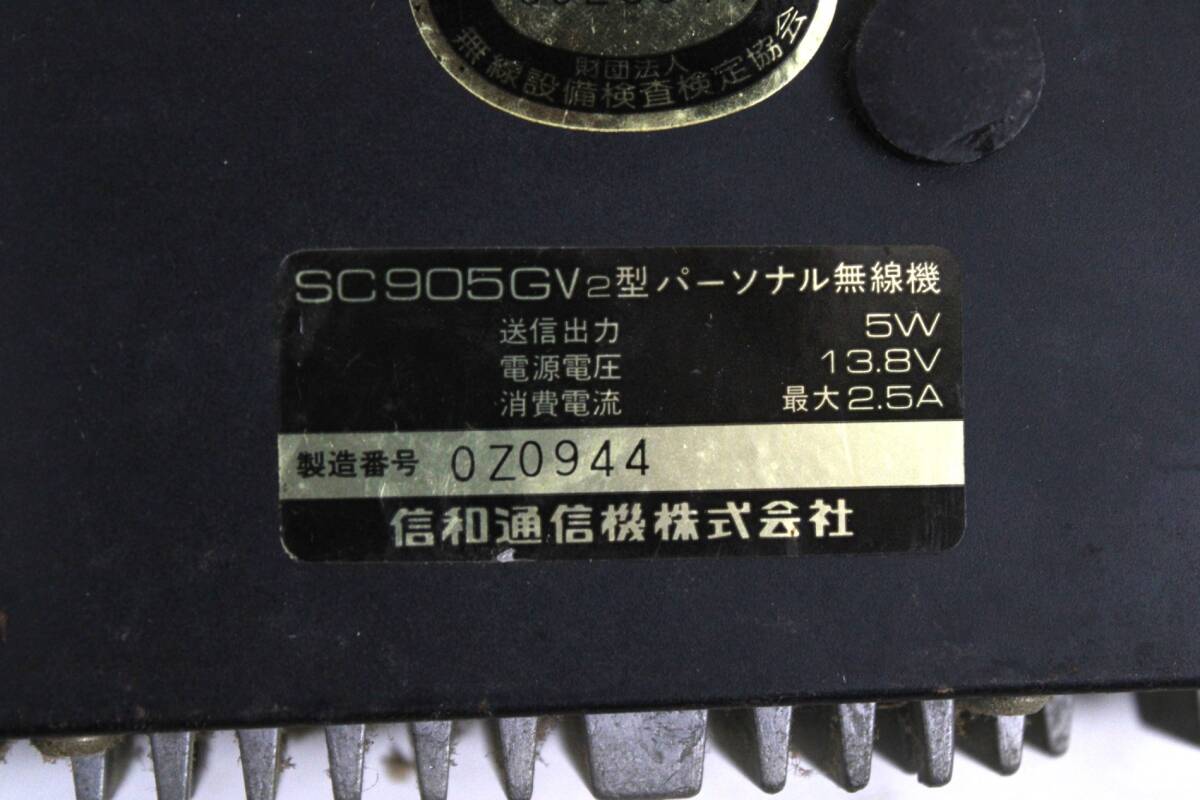 財団法人
無線設備検査検定協会
SC905GV2型パーソナル無線機
送信出力 5W
電源電圧 13.8V
消費電流 最大2.5A
製造番号 0Z0944
信和通信機株式会社